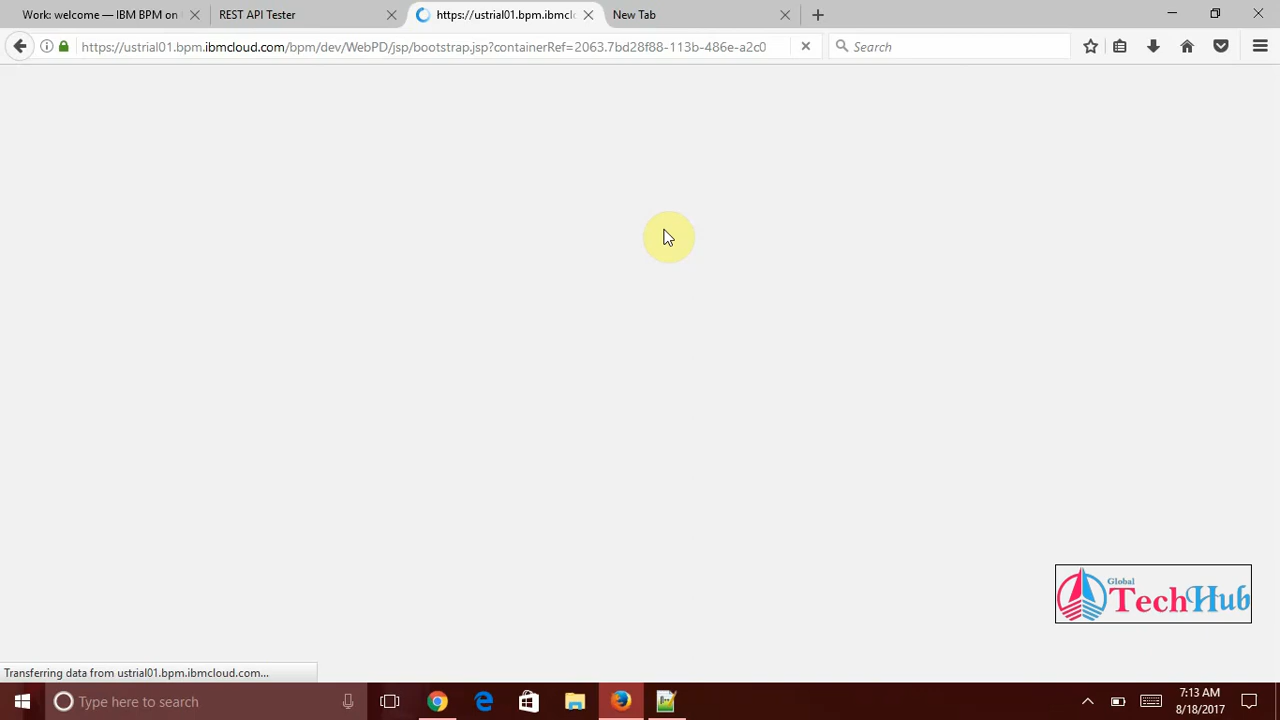 Work: welcome — IBM BPM on
REST API Tester
https://ustrial01.bpm.ibmcl
New Tab
https://ustrial01.bpm.ibmcloud.com/bpm/dev/WebPD/jsp/bootstrap.jsp?containerRef=2063.7bd28f88-113b-486e-a2c0
Search
Global
TechHub
Transferring data from ustrial01.bpm.ibmcloud.com...
Type here to search
7:13 AM
8/18/2017